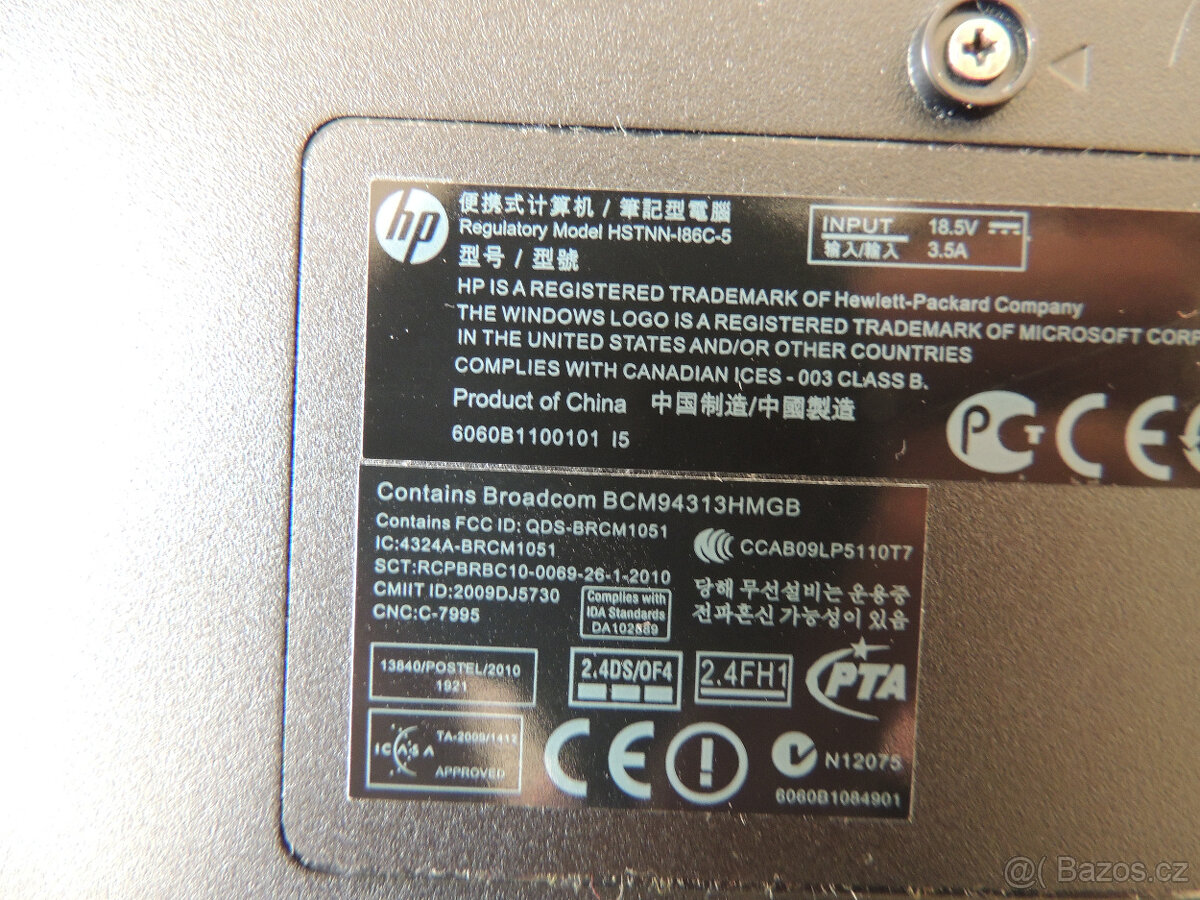 hp
便携式计算机 / 筆記型電腦
Regulatory Model HSTNN-I86C-5
型号 / 型號
INPUT 18.5V
输入/輸入 3.5A
HP IS A REGISTERED TRADEMARK OF Hewlett-Packard Company
THE WINDOWS LOGO IS A REGISTERED TRADEMARK OF MICROSOFT CORP
IN THE UNITED STATES AND/OR OTHER COUNTRIES
COMPLIES WITH CANADIAN ICES - 003 CLASS B.
Product of China 中国制造/中國製造
6060B1100101 I5
PCT CE
Contains Broadcom BCM94313HMGB
Contains FCC ID: QDS-BRCM1051
IC:4324A-BRCM1051
SCT:RCPBRBC10-0069-26-1-2010
CMIIT ID:2009DJ5730
CNC:C-7995
Complies with
IDA Standards
DA102689
CCAB09LP5110T7
당해 무선설비는 운용중
전파혼신 가능성이 있음
13840/POSTEL/2010
1921
2.4DS/OF4
2.4FH1
PTA
ICASA
TA-2009/1412
APPROVED
CE
N12075
6060B1084901
@( Bazos.cz